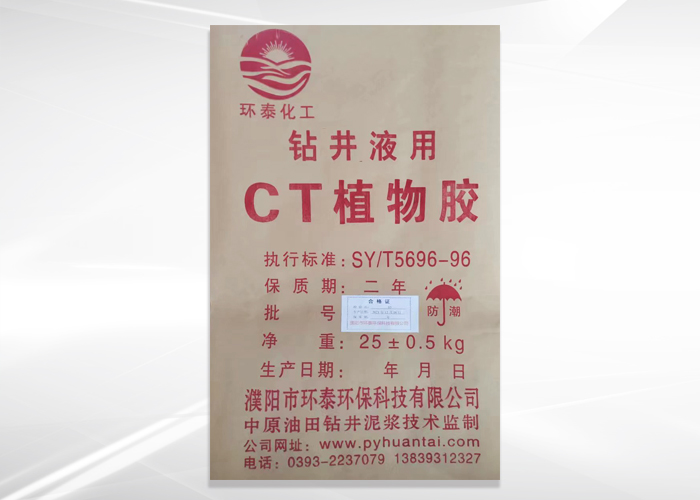 环泰化工
钻井液用
CT植物胶
执行标准：SY/T5696-96
保质期：二年
防潮
批号
合格证
净重：25±0.5kg
生产日期：年月日
濮阳市环泰环保科技有限公司
中原油田钻井泥浆技术监制
公司网址：www.pyhuantai.com
电话：0393-2237079 13839312327